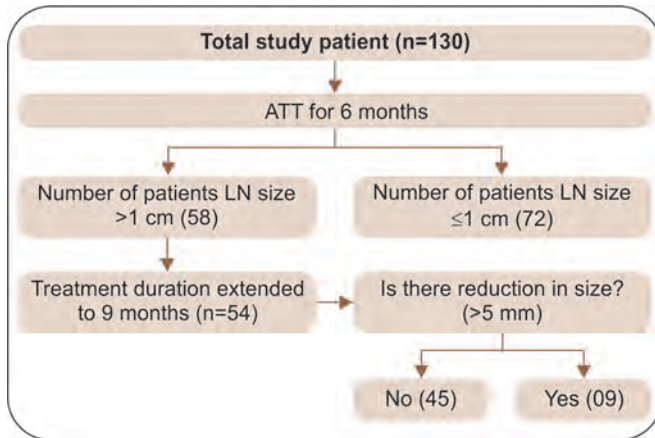 Total study patient (n=130)
ATT for 6 months
Number of patients LN size
>1 cm (58)
Number of patients LN size
≤1 cm (72)
Treatment duration extended
to 9 months (n=54)
Is there reduction in size?
(>5 mm)
No (45)
Yes (09)